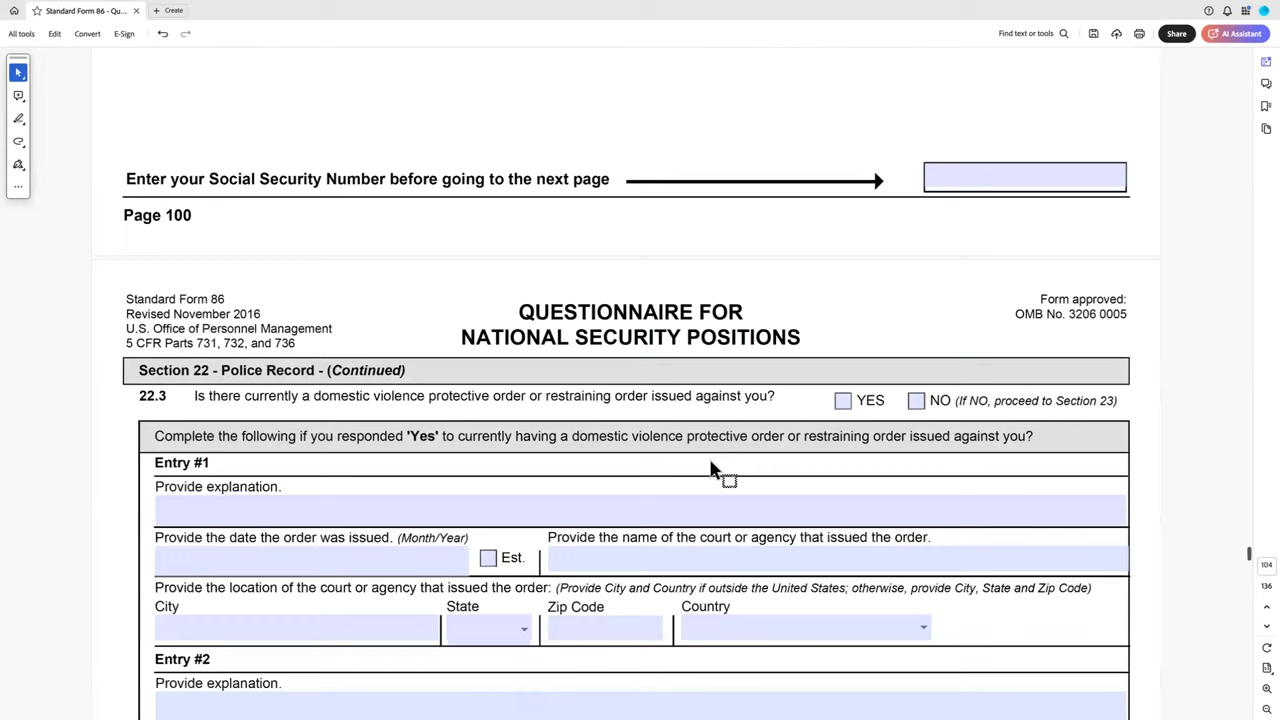 Standard Form 86 - Qu...
Create
All tools
Edit
Convert
E-Sign
Find text or tools
Share
AI Assistant
Enter your Social Security Number before going to the next page
Page 100
Standard Form 86
Revised November 2016
U.S. Office of Personnel Management
5 CFR Parts 731, 732, and 736
QUESTIONNAIRE FOR
NATIONAL SECURITY POSITIONS
Form approved:
OMB No. 3206 0005
Section 22 - Police Record - (Continued)
22.3 Is there currently a domestic violence protective order or restraining order issued against you? YES NO (If NO, proceed to Section 23)
Complete the following if you responded 'Yes' to currently having a domestic violence protective order or restraining order issued against you?
Entry #1
Provide explanation.
Provide the date the order was issued. (Month/Year) Est. Provide the name of the court or agency that issued the order.
Provide the location of the court or agency that issued the order: (Provide City and Country if outside the United States; otherwise, provide City, State and Zip Code)
City State Zip Code Country
Entry #2
Provide explanation.
104
136